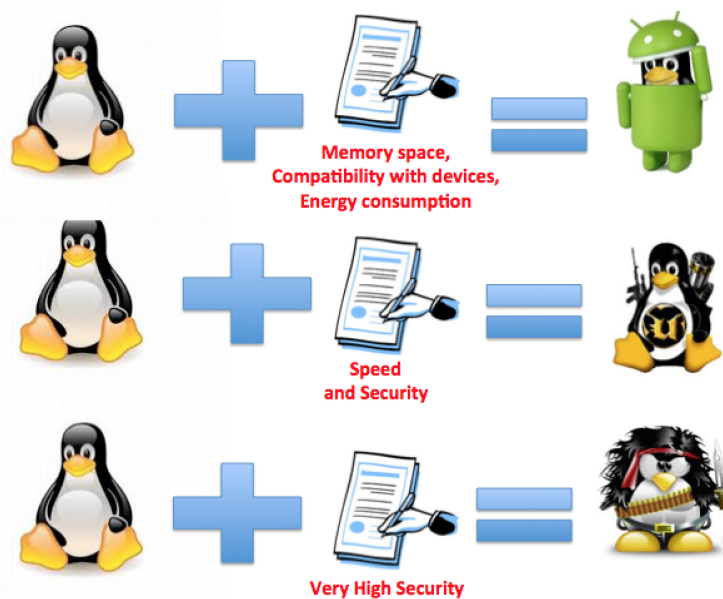 Memory space,
Compatibility with devices,
Energy consumption
Speed
and Security
Very High Security